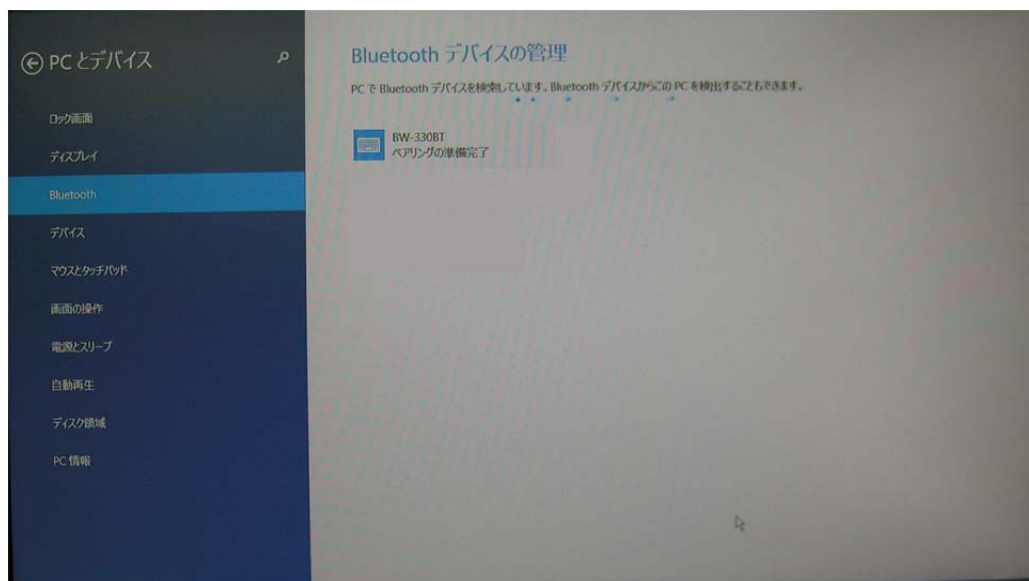 PC とデバイス
ロック画面
ディスプレイ
Bluetooth
デバイス
マウスとタッチパッド
画面の操作
電源とスリープ
自動再生
ディスク領域
PC 情報
Bluetooth デバイスの管理
PC で Bluetooth デバイスを検索しています。Bluetooth デバイスからこの PC を検出することもできます。
BW-330BT
ペアリングの準備完了